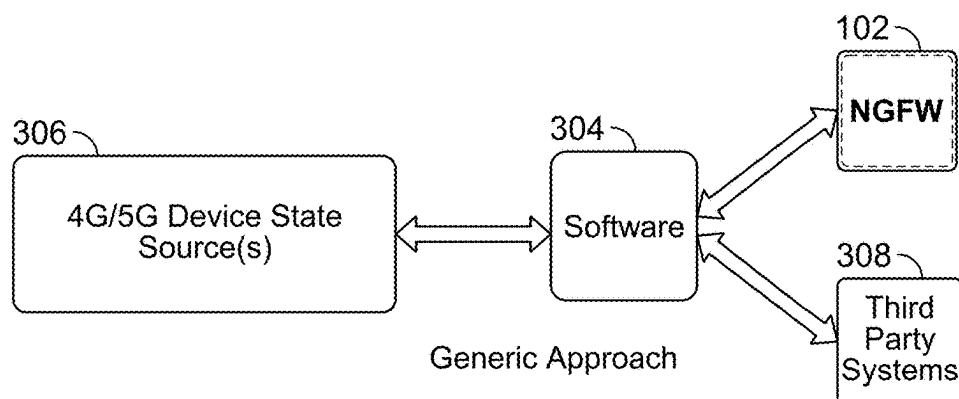 102
NGFW
306
4G/5G Device State
Source(s)
304
Software
308
Third
Party
Systems
Generic Approach